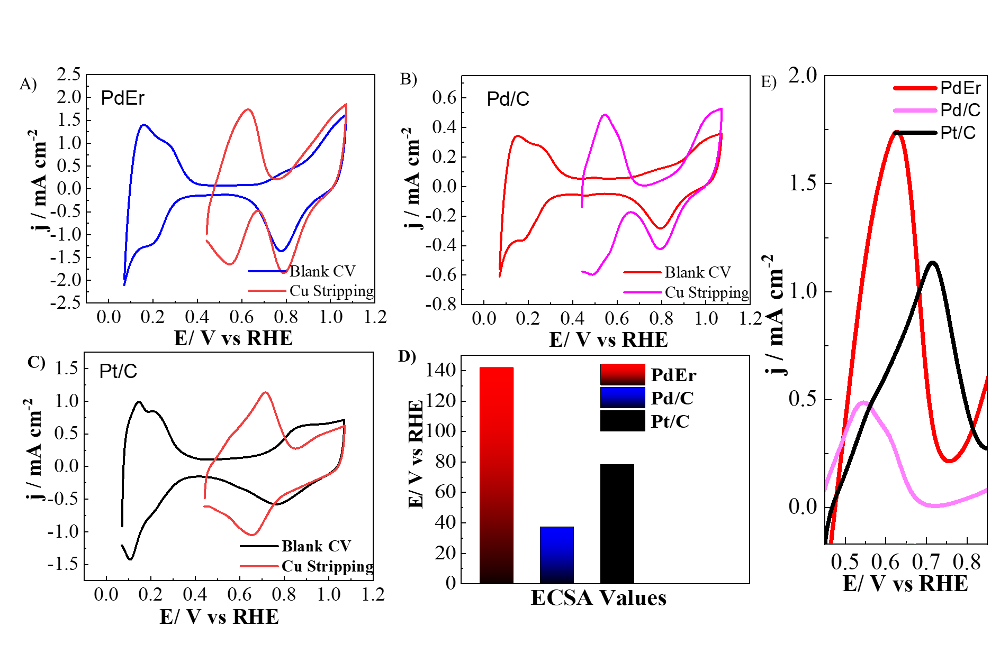 A)
PdEr
2.5
2.0
1.5
1.0
0.5
0.0
-0.5
-1.0
-1.5
-2.0
-2.5
j / mA cm-2
Blank CV
Cu Stripping
0.0 0.2 0.4 0.6 0.8 1.0 1.2
E/ V vs RHE
B)
Pd/C
0.6
0.4
0.2
0.0
-0.2
-0.4
-0.6
-0.8
j / mA cm-2
Blank CV
Cu Stripping
0.0 0.2 0.4 0.6 0.8 1.0 1.2
E/ V vs RHE
C)
Pt/C
1.5
1.0
0.5
0.0
-0.5
-1.0
-1.5
j / mA cm-2
Blank CV
Cu Stripping
0.0 0.2 0.4 0.6 0.8 1.0 1.2
E/ V vs RHE
D)
140
120
100
80
60
40
20
0
E/ V vs RHE
PdEr
Pd/C
Pt/C
ECSA Values
E)
2.0
1.5
1.0
0.5
0.0
j / mA cm-2
PdEr
Pd/C
Pt/C
0.5 0.6 0.7 0.8
E/ V vs RHE